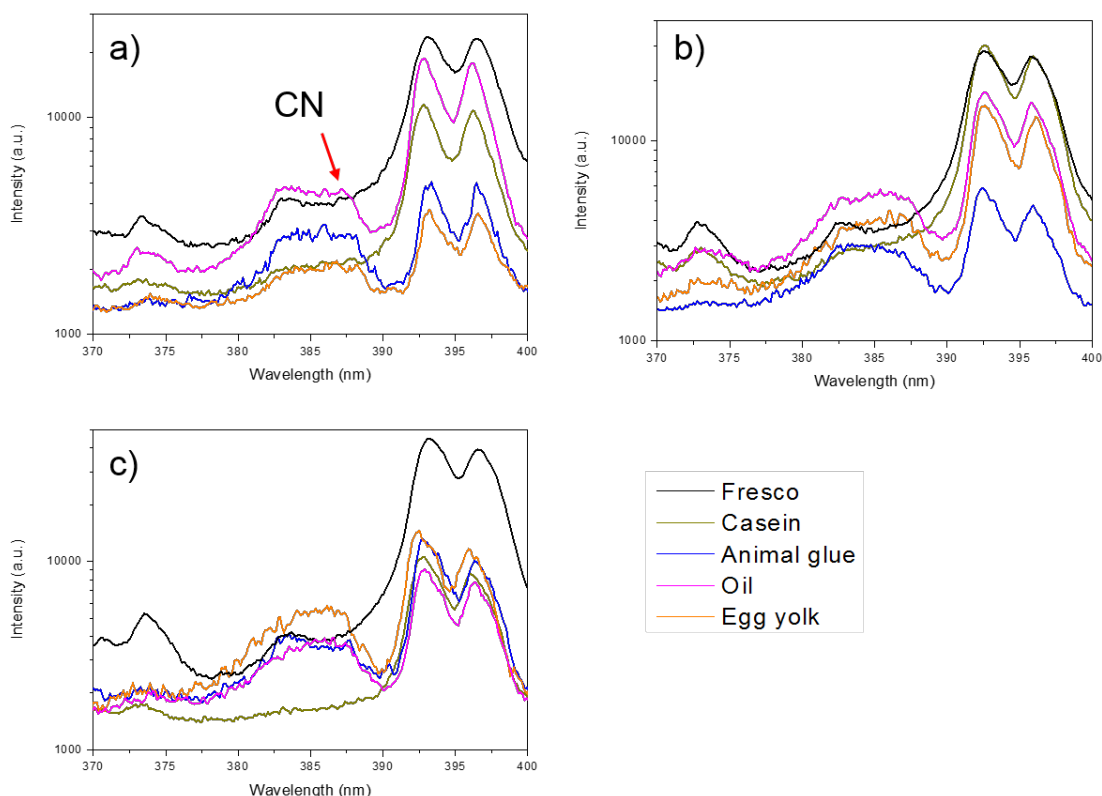 a)
CN
Intensity (a.u.)
10000
1000
370 375 380 385 390 395 400
Wavelength (nm)
b)
Intensity (a.u.)
10000
1000
370 375 380 385 390 395 400
Wavelength (nm)
c)
Intensity (a.u.)
10000
1000
370 375 380 385 390 395 400
Wavelength (nm)
Fresco
Casein
Animal glue
Oil
Egg yolk